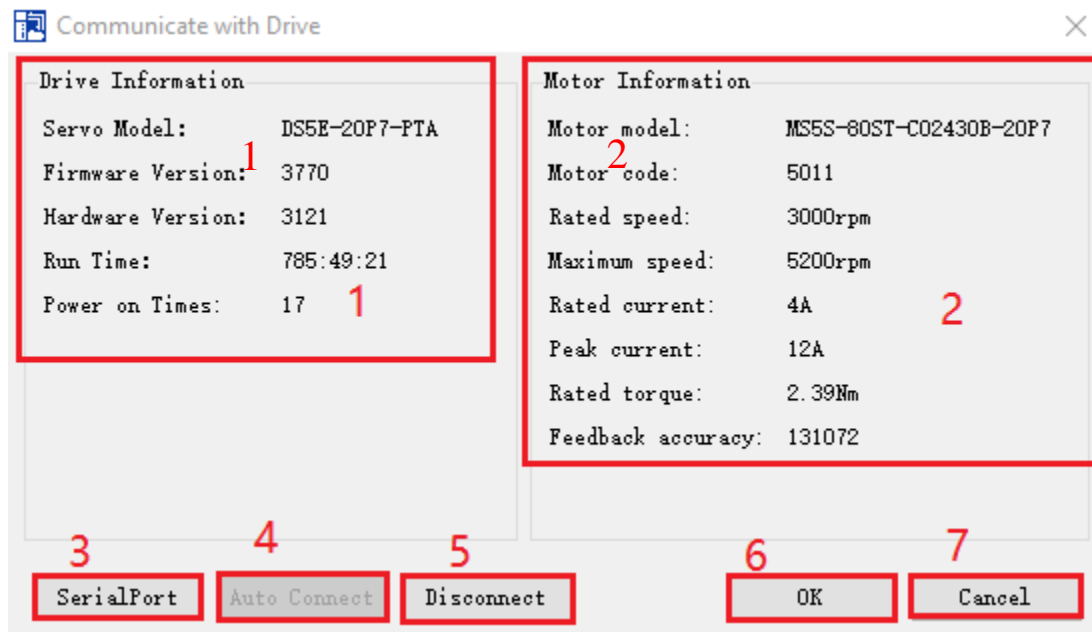 Communicate with Drive
Drive Information
Servo Model: DS5E-20P7-PTA
1
Firmware Version: 3770
Hardware Version: 3121
Run Time: 785:49:21
Power on Times: 17 1
Motor Information
Motor model: MS5S-80ST-C02430B-20P7
2
Motor code: 5011
Rated speed: 3000rpm
Maximum speed: 5200rpm
Rated current: 4A 2
Peak current: 12A
Rated torque: 2.39Nm
Feedback accuracy: 131072
3 4 5 6 7
SerialPort Auto Connect Disconnect OK Cancel